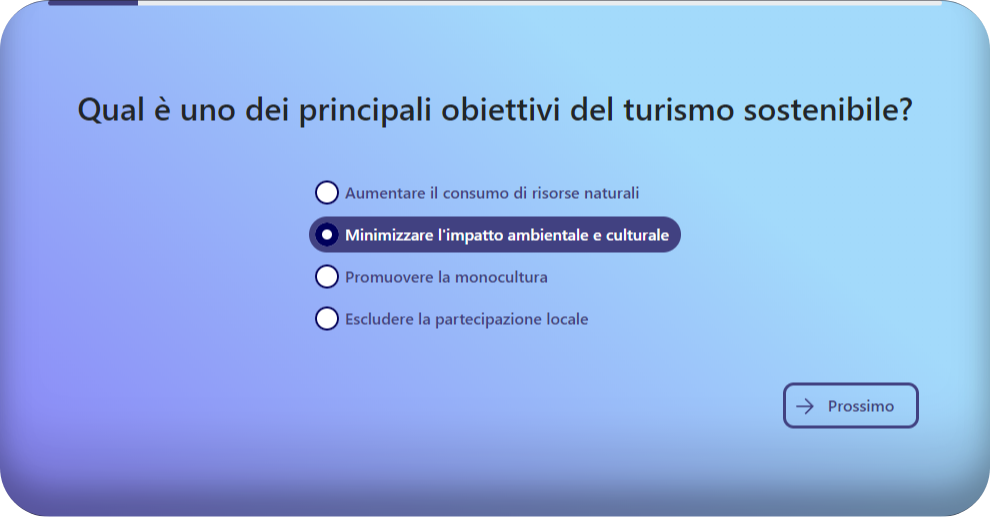 Qual è uno dei principali obiettivi del turismo sostenibile?
Aumentare il consumo di risorse naturali
Minimizzare l'impatto ambientale e culturale
Promuovere la monocultura
Escludere la partecipazione locale
Prossimo